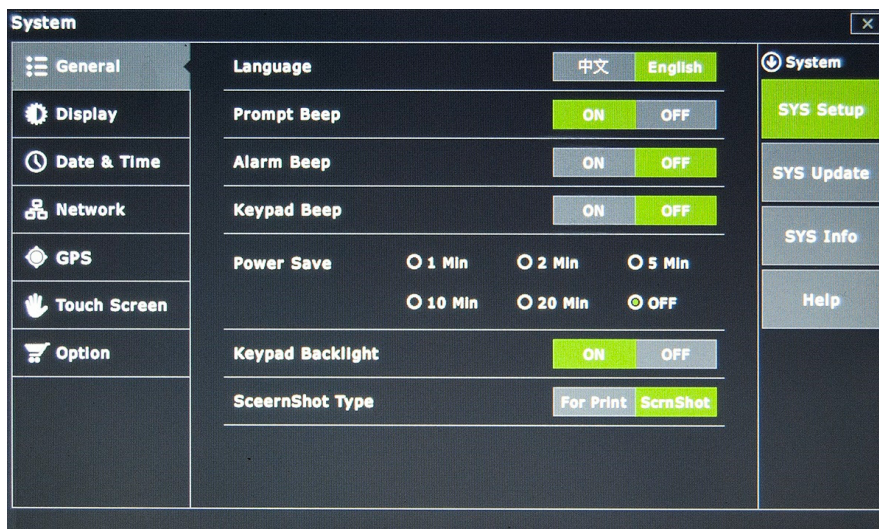 System
General
Display
Date & Time
Network
GPS
Touch Screen
Option
Language 中文 English
Prompt Beep ON OFF
Alarm Beep ON OFF
Keypad Beep ON OFF
Power Save 1 Min 2 Min 5 Min
10 Min 20 Min OFF
Keypad Backlight ON OFF
SceernShot Type For Print ScrnShot
System
SYS Setup
SYS Update
SYS Info
Help